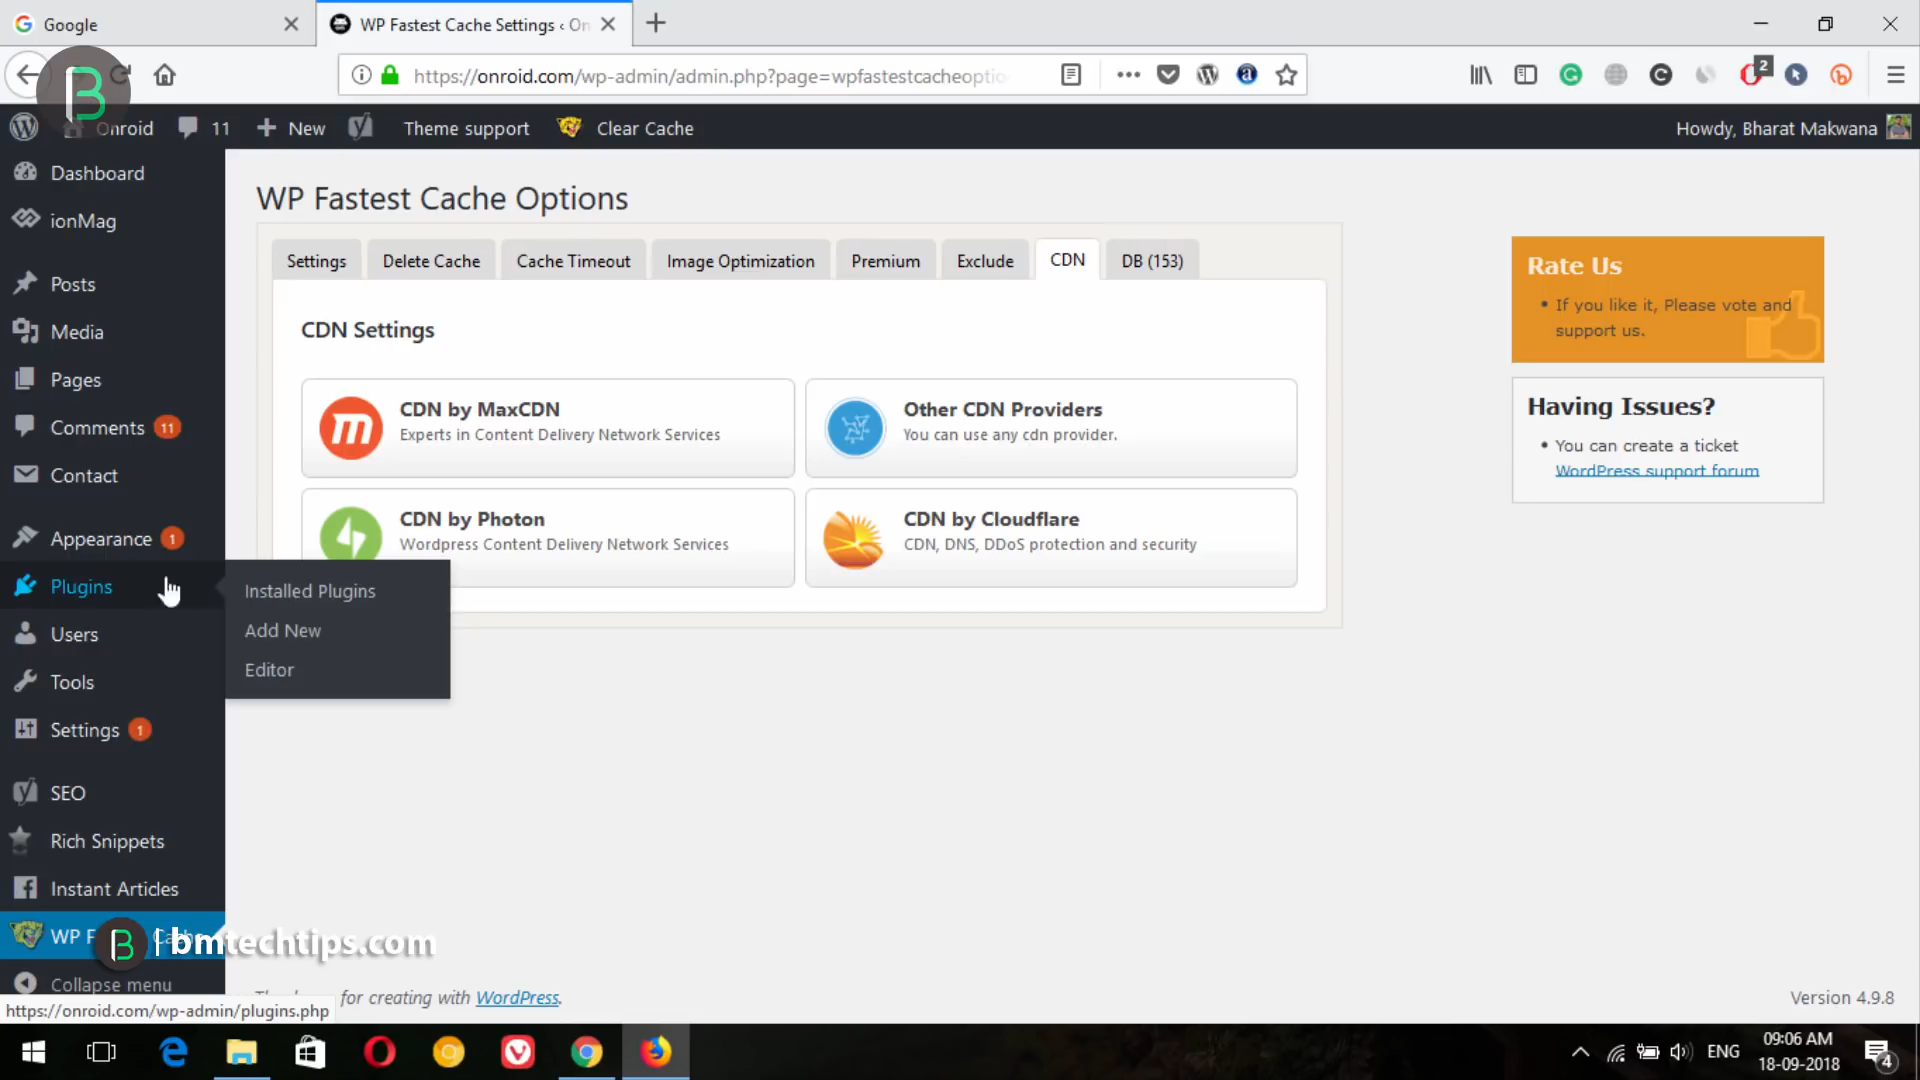 Google
WP Fastest Cache Settings ‹ On
https://onroid.com/wp-admin/admin.php?page=wpfastestcacheoptio
2
Onroid
11
New
Theme support
Clear Cache
Howdy, Bharat Makwana
Dashboard
ionMag
Posts
Media
Pages
Comments 11
Contact
Appearance 1
Plugins
Users
Tools
Settings 1
SEO
Rich Snippets
Instant Articles
WP F
Collapse menu
Installed Plugins
Add New
Editor
WP Fastest Cache Options
Settings
Delete Cache
Cache Timeout
Image Optimization
Premium
Exclude
CDN
DB (153)
CDN Settings
CDN by MaxCDN
Experts in Content Delivery Network Services
Other CDN Providers
You can use any cdn provider.
CDN by Photon
Wordpress Content Delivery Network Services
CDN by Cloudflare
CDN, DNS, DDoS protection and security
Rate Us
• If you like it, Please vote and
support us.
Having Issues?
• You can create a ticket
WordPress support forum
| bmtechtips.com
for creating with WordPress.
Version 4.9.8
https://onroid.com/wp-admin/plugins.php
ENG
09:06 AM
18-09-2018
4